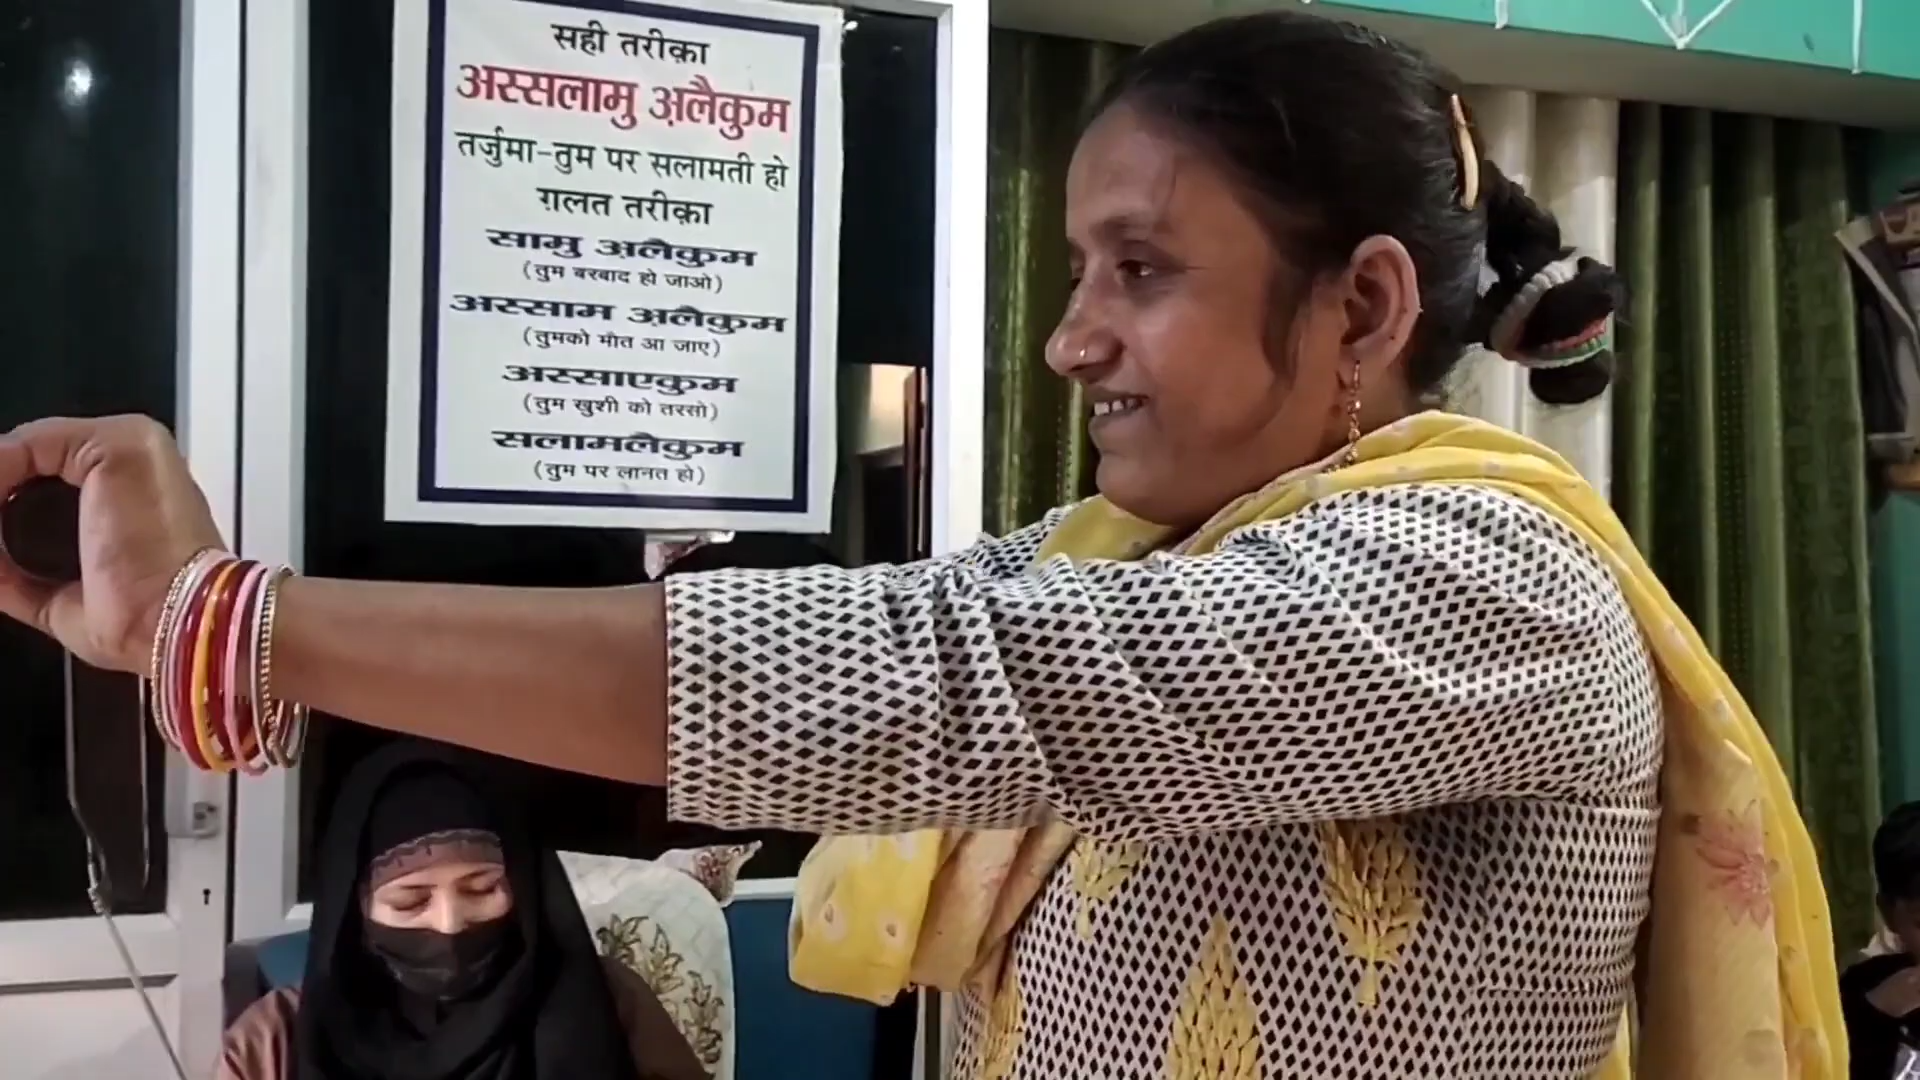 सही तरीक़ा
अस्सलामु अ़लैकुम
तर्जुमा-तुम पर सलामती हो
ग़लत तरीक़ा
सामु अ़लैकुम
(तुम बरबाद हो जाओ)
अस्साम अ़लैकुम
(तुमको मौत आ जाए)
अस्साएकुम
(तुम खुशी को तरसो)
सलामलैकुम
(तुम पर लानत हो)